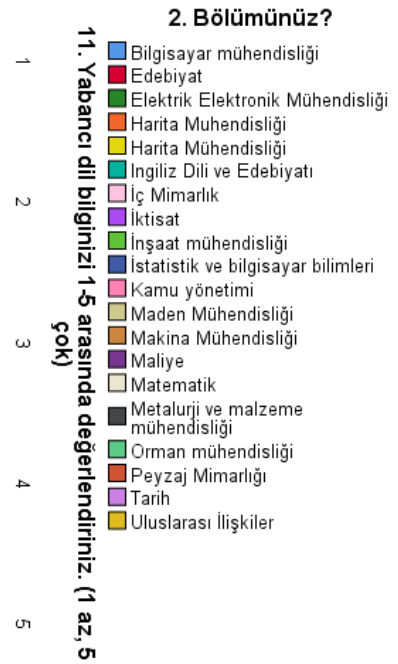 2. Bölümünüz?
Bilgisayar mühendisliği
Edebiyat
Elektrik Elektronik Mühendisliği
Harita Muhendisliği
Harita Mühendisliği
Ingiliz Dili ve Edebiyatı
İç Mimarlık
İktisat
İnşaat mühendisliği
İstatistik ve bilgisayar bilimleri
Kamu yönetimi
Maden Mühendisliği
Makina Mühendisliği
Maliye
Matematik
Metalurji ve malzeme
mühendisliği
Orman mühendisliği
Peyzaj Mimarlığı
Tarih
Uluslarası İlişkiler
11. Yabancı dil bilginizi 1-5 arasında değerlendiriniz. (1 az, 5
çok)
1
2
3
4
5